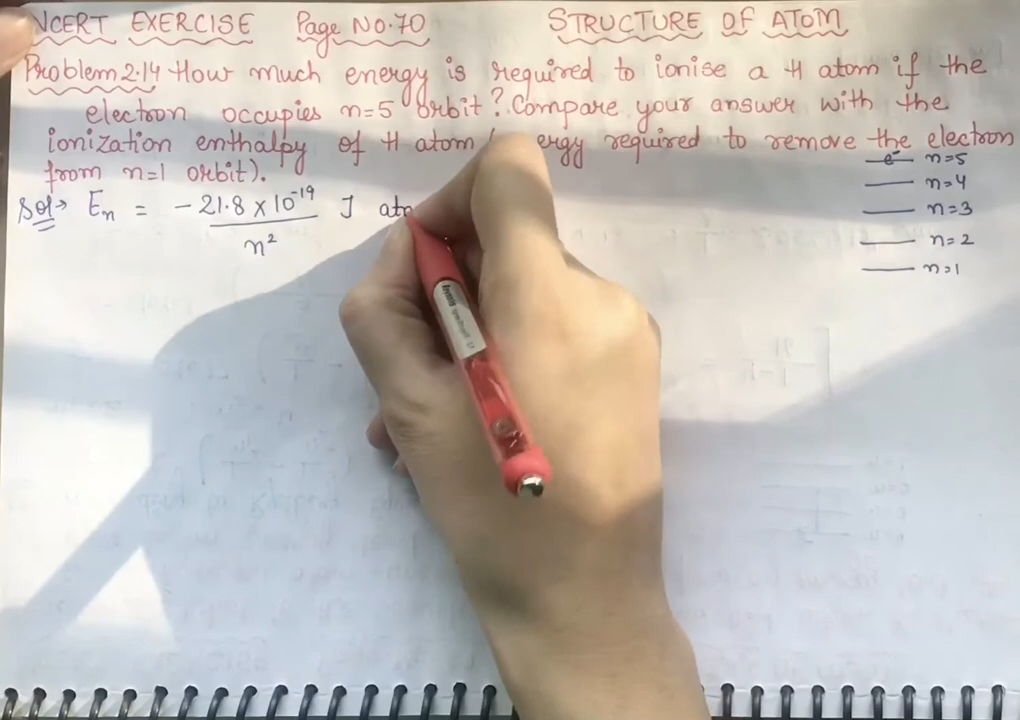 NCERT EXERCISE Page No.70 STRUCTURE OF ATOM
Problem 2.14 How much energy is required to ionise a H atom if the
electron occupies n=5 orbit? Compare your answer with the
ionization enthalpy of H atom ergy required to remove the electron
from n=1 orbit).
e⁻ n=5
n=4
n=3
n=2
n=1
Sol→ En = -21.8 × 10⁻¹⁹ / n² J ato